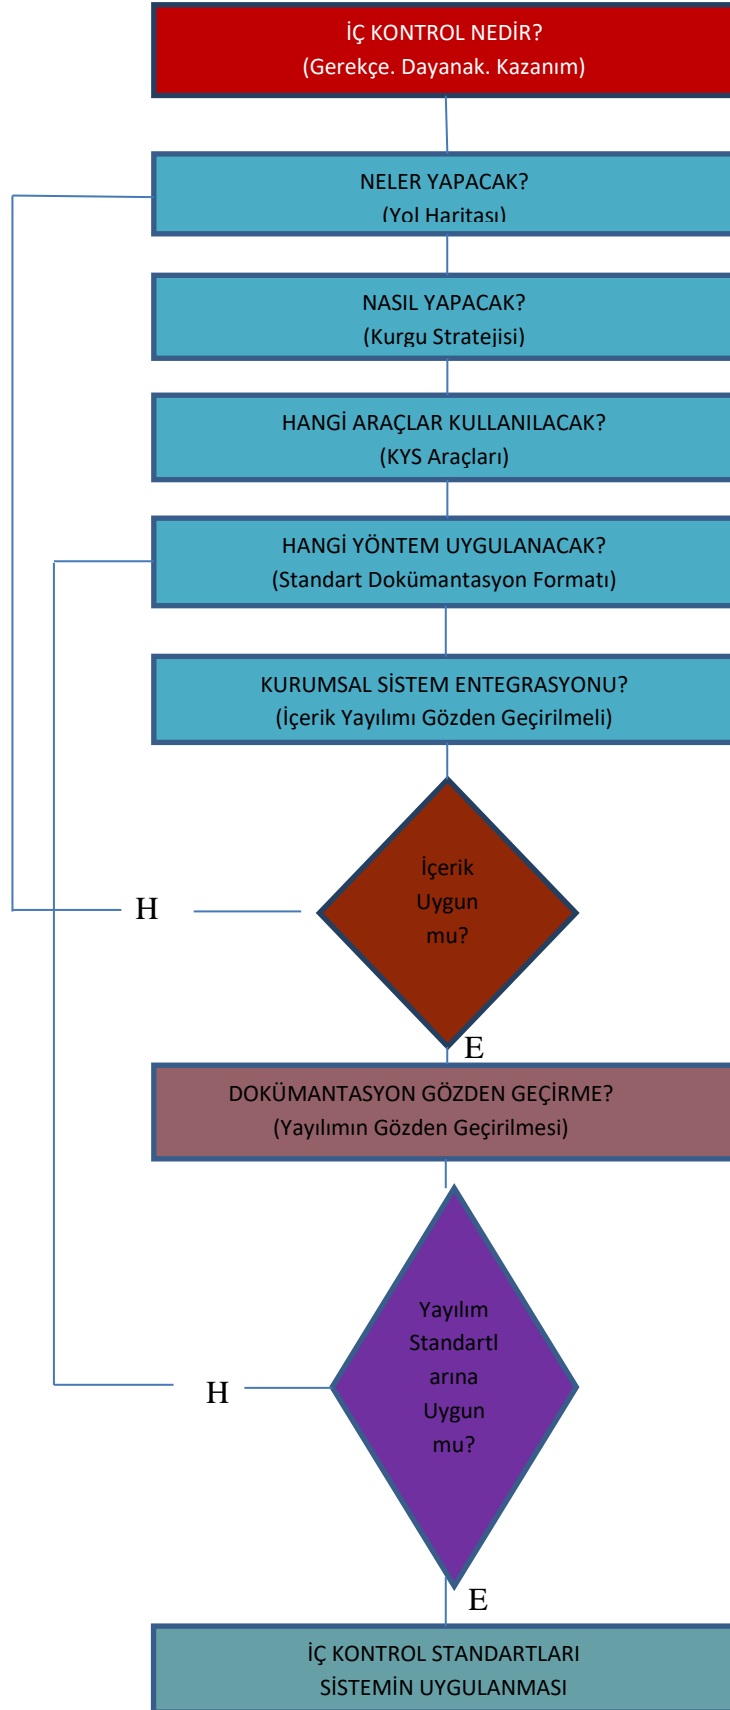 İÇ KONTROL NEDİR?
(Gerekçe. Dayanak. Kazanım)
NELER YAPACAK?
(Yol Haritası)
NASIL YAPACAK?
(Kurgu Stratejisi)
HANGİ ARAÇLAR KULLANILACAK?
(KYS Araçları)
HANGİ YÖNTEM UYGULANACAK?
(Standart Dokümantasyon Formatı)
KURUMSAL SİSTEM ENTEGRASYONU?
(İçerik Yayılımı Gözden Geçirilmeli)
İçerik
Uygun
mu?
H
E
DOKÜMANTASYON GÖZDEN GEÇİRME?
(Yayılımın Gözden Geçirilmesi)
Yayılım
Standartl
arına
Uygun
mu?
H
E
İÇ KONTROL STANDARTLARI
SİSTEMİN UYGULANMASI